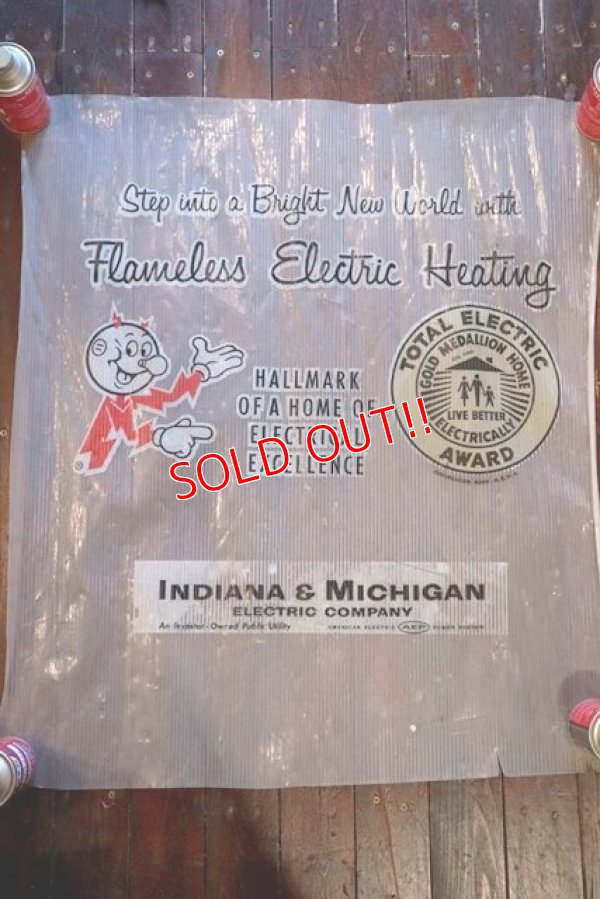 Step into a Bright New World with
Flameless Electric Heating
HALLMARK
OF A HOME OF
ELECTRICAL
EXCELLENCE
TOTAL ELECTRIC
GOLD MEDALLION HOME
LIVE BETTER
ELECTRICALLY
AWARD
SOLD OUT!!
INDIANA & MICHIGAN
ELECTRIC COMPANY
An Investor-Owned Public Utility
AMERICAN ELECTRIC AEP POWER SYSTEM